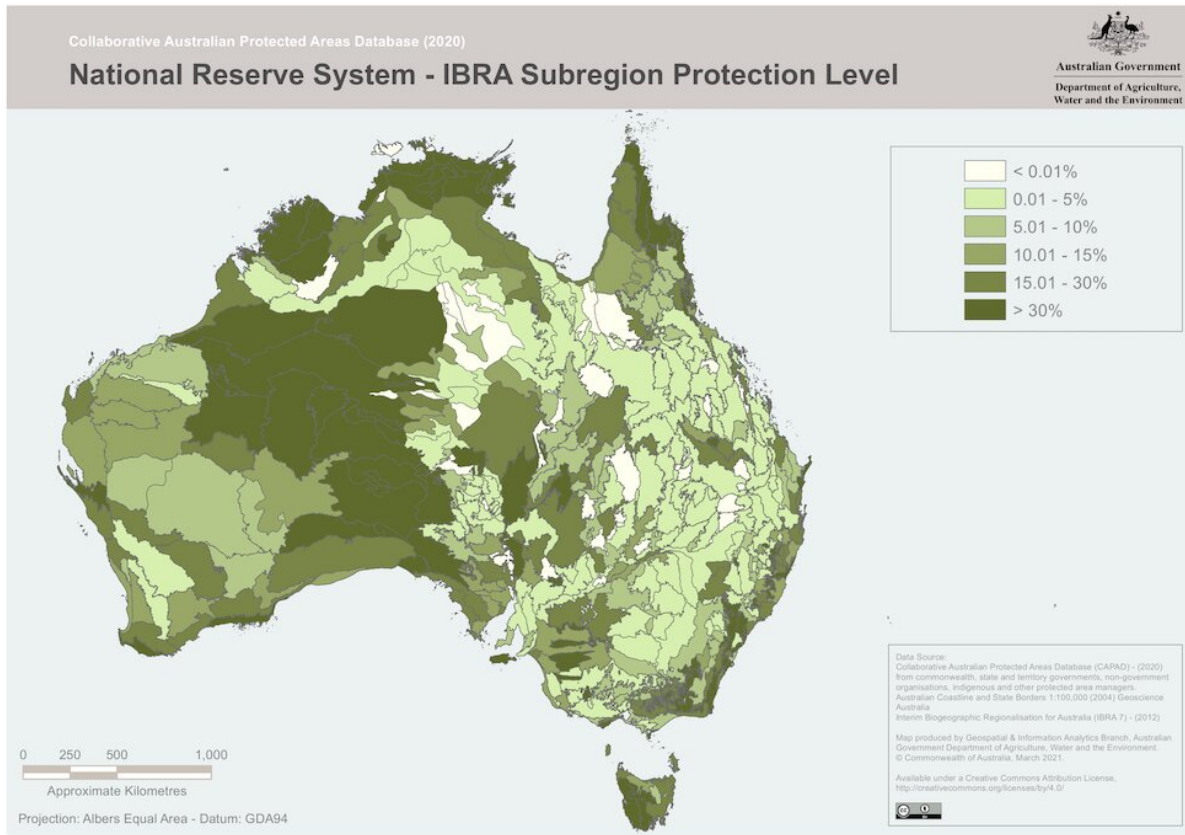 Collaborative Australian Protected Areas Database (2020)
National Reserve System - IBRA Subregion Protection Level
Australian Government
Department of Agriculture,
Water and the Environment
< 0.01%
0.01 - 5%
5.01 - 10%
10.01 - 15%
15.01 - 30%
> 30%
Data Source:
Collaborative Australian Protected Areas Database (CAPAD) - (2020)
from commonwealth, state and territory governments, non-government
organisations, indigenous and other protected area managers.
Australian Coastline and State Borders 1:100,000 (2004) Geoscience
Australia
Interim Biogeographic Regionalisation for Australia (IBRA 7) - (2012)
Map produced by Geospatial & Information Analytics Branch, Australian
Government Department of Agriculture, Water and the Environment.
© Commonwealth of Australia, March 2021.
Available under a Creative Commons Attribution License,
http://creativecommons.org/licenses/by/4.0/
0 250 500 1,000
Approximate Kilometres
Projection: Albers Equal Area - Datum: GDA94